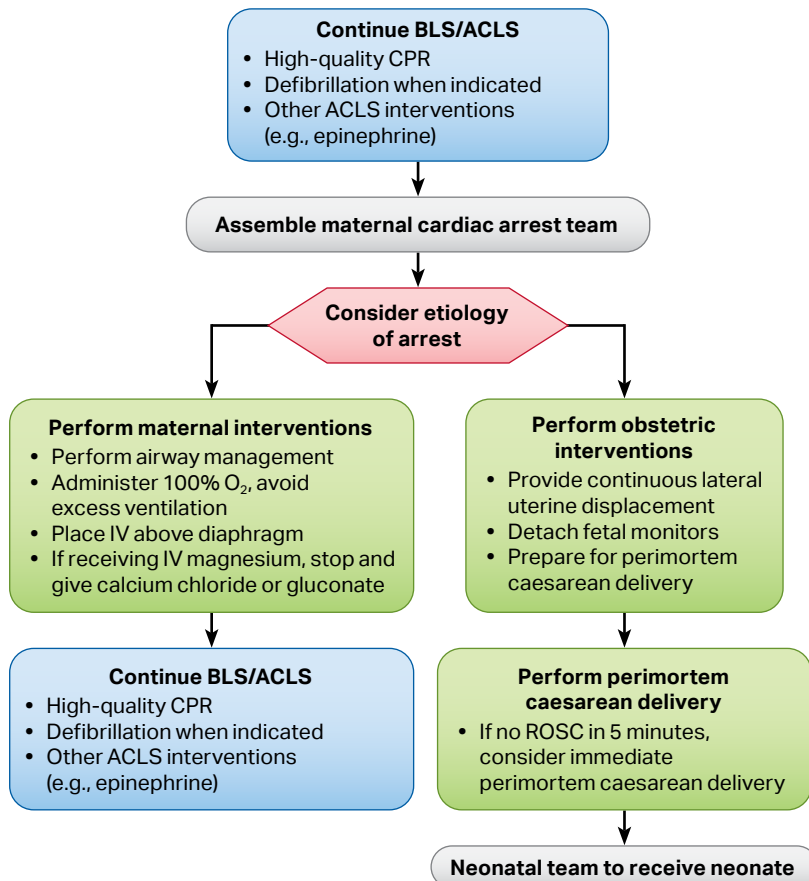 Continue BLS/ACLS
• High-quality CPR
• Defibrillation when indicated
• Other ACLS interventions
(e.g., epinephrine)
Assemble maternal cardiac arrest team
Consider etiology
of arrest
Perform maternal interventions
• Perform airway management
• Administer 100% O₂, avoid
excess ventilation
• Place IV above diaphragm
• If receiving IV magnesium, stop and
give calcium chloride or gluconate
Continue BLS/ACLS
• High-quality CPR
• Defibrillation when indicated
• Other ACLS interventions
(e.g., epinephrine)
Perform obstetric
interventions
• Provide continuous lateral
uterine displacement
• Detach fetal monitors
• Prepare for perimortem
caesarean delivery
Perform perimortem
caesarean delivery
• If no ROSC in 5 minutes,
consider immediate
perimortem caesarean delivery
Neonatal team to receive neonate